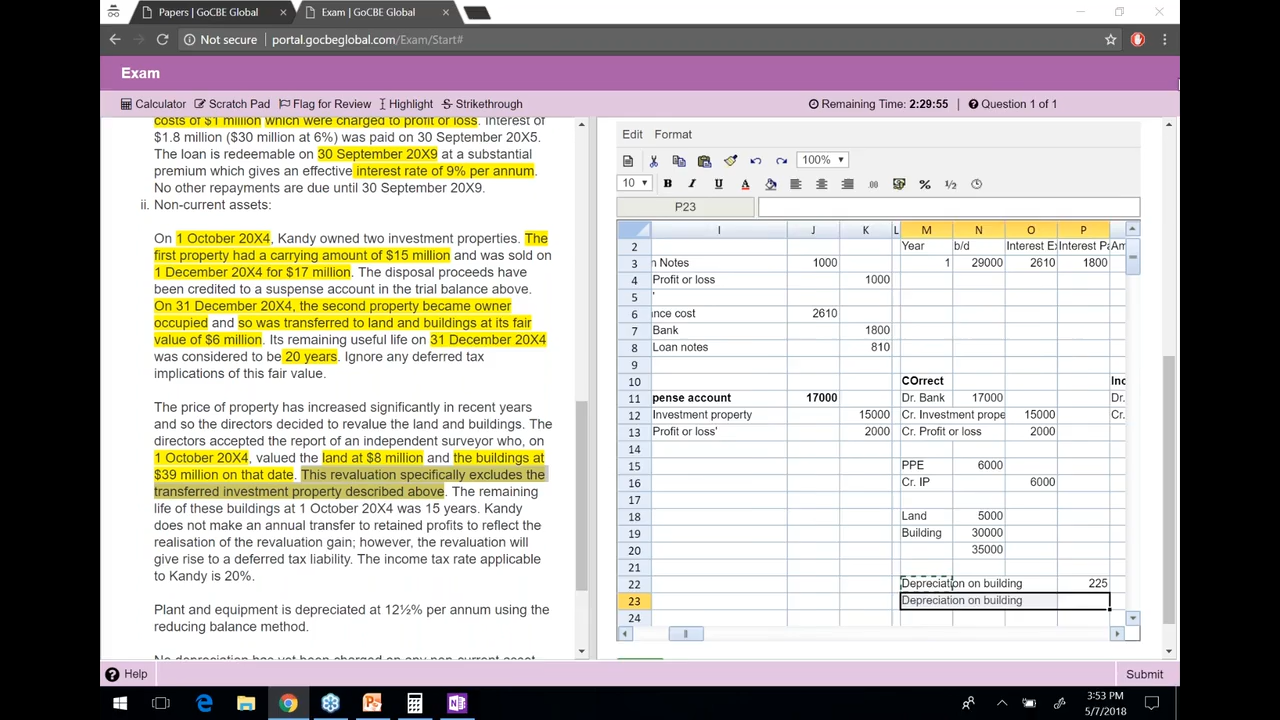 Papers | GoCBE Global
Exam | GoCBE Global
Not secure | portal.gocbeglobal.com/Exam/Start#
Exam
Calculator Scratch Pad Flag for Review Highlight Strikethrough
Remaining Time: 2:29:55 Question 1 of 1
costs of $1 million which were charged to profit or loss. Interest of
$1.8 million ($30 million at 6%) was paid on 30 September 20X5.
The loan is redeemable on 30 September 20X9 at a substantial
premium which gives an effective interest rate of 9% per annum.
No other repayments are due until 30 September 20X9.
ii. Non-current assets:
On 1 October 20X4, Kandy owned two investment properties. The
first property had a carrying amount of $15 million and was sold on
1 December 20X4 for $17 million. The disposal proceeds have
been credited to a suspense account in the trial balance above.
On 31 December 20X4, the second property became owner
occupied and so was transferred to land and buildings at its fair
value of $6 million. Its remaining useful life on 31 December 20X4
was considered to be 20 years. Ignore any deferred tax
implications of this fair value.
The price of property has increased significantly in recent years
and so the directors decided to revalue the land and buildings. The
directors accepted the report of an independent surveyor who, on
1 October 20X4, valued the land at $8 million and the buildings at
$39 million on that date. This revaluation specifically excludes the
transferred investment property described above. The remaining
life of these buildings at 1 October 20X4 was 15 years. Kandy
does not make an annual transfer to retained profits to reflect the
realisation of the revaluation gain; however, the revaluation will
give rise to a deferred tax liability. The income tax rate applicable
to Kandy is 20%.
Plant and equipment is depreciated at 12½% per annum using the
reducing balance method.
No depreciation has yet been charged on any non-current asset
Edit Format
100%
10 B I U A .00 % ½
P23
I J K L M N O P
2 Year b/d Interest E Interest Pa Am
3 n Notes 1000 1 29000 2610 1800
4 Profit or loss 1000
5 '
6 nce cost 2610
7 Bank 1800
8 Loan notes 810
9
10 COrrect Inc
11 pense account 17000 Dr. Bank 17000 Dr.
12 Investment property 15000 Cr. Investment prope 15000 Cr.
13 Profit or loss' 2000 Cr. Profit or loss 2000
14
15 PPE 6000
16 Cr. IP 6000
17
18 Land 5000
19 Building 30000
20 35000
21
22 Depreciation on building 225
23 Depreciation on building
24
Help
Submit
3:53 PM
5/7/2018